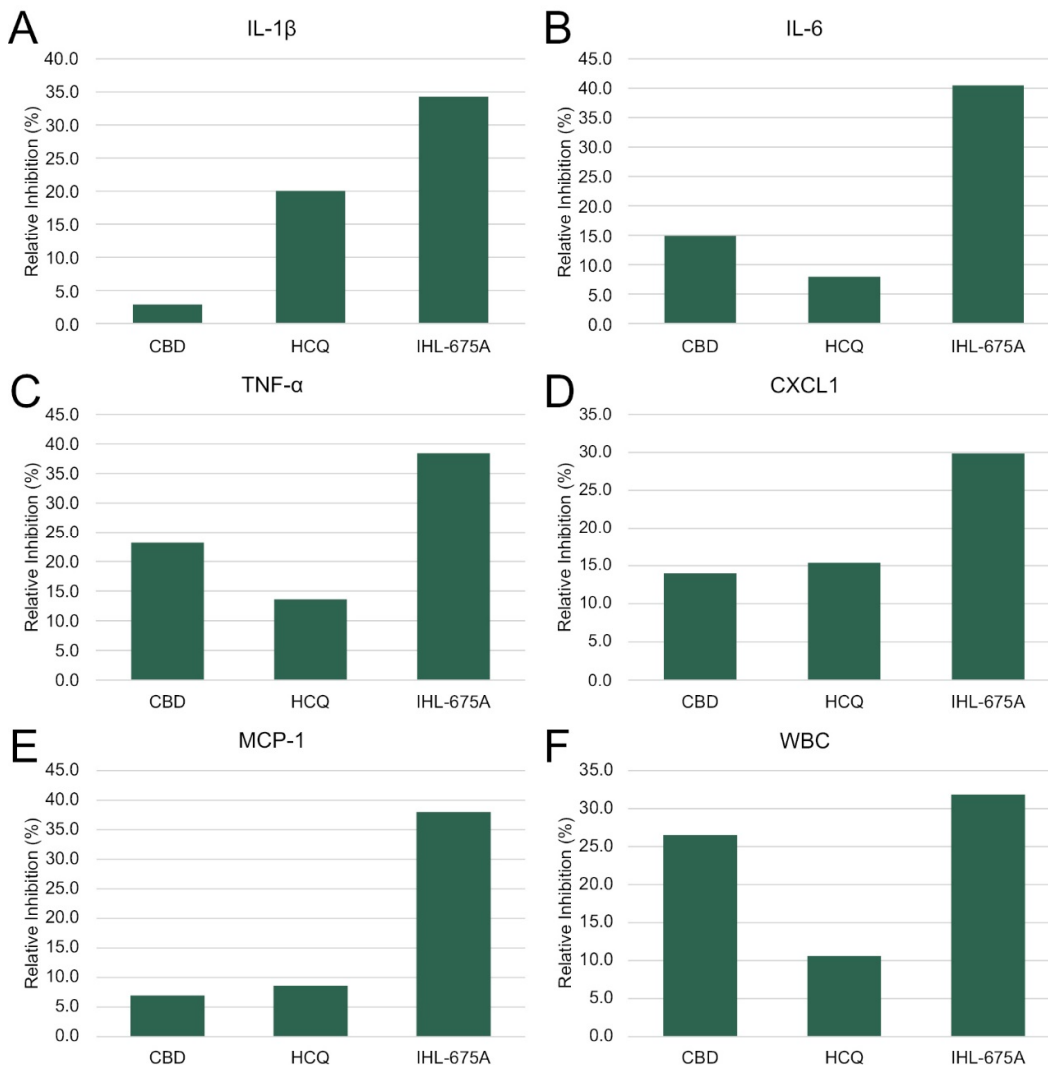 A
IL-1β
Relative Inhibition (%)
40.0
35.0
30.0
25.0
20.0
15.0
10.0
5.0
0.0
CBD HCQ IHL-675A
B
IL-6
Relative Inhibition (%)
45.0
40.0
35.0
30.0
25.0
20.0
15.0
10.0
5.0
0.0
CBD HCQ IHL-675A
C
TNF-α
Relative Inhibition (%)
45.0
40.0
35.0
30.0
25.0
20.0
15.0
10.0
5.0
0.0
CBD HCQ IHL-675A
D
CXCL1
Relative Inhibition (%)
35.0
30.0
25.0
20.0
15.0
10.0
5.0
0.0
CBD HCQ IHL-675A
E
MCP-1
Relative Inhibition (%)
45.0
40.0
35.0
30.0
25.0
20.0
15.0
10.0
5.0
0.0
CBD HCQ IHL-675A
F
WBC
Relative Inhibition (%)
35.0
30.0
25.0
20.0
15.0
10.0
5.0
0.0
CBD HCQ IHL-675A